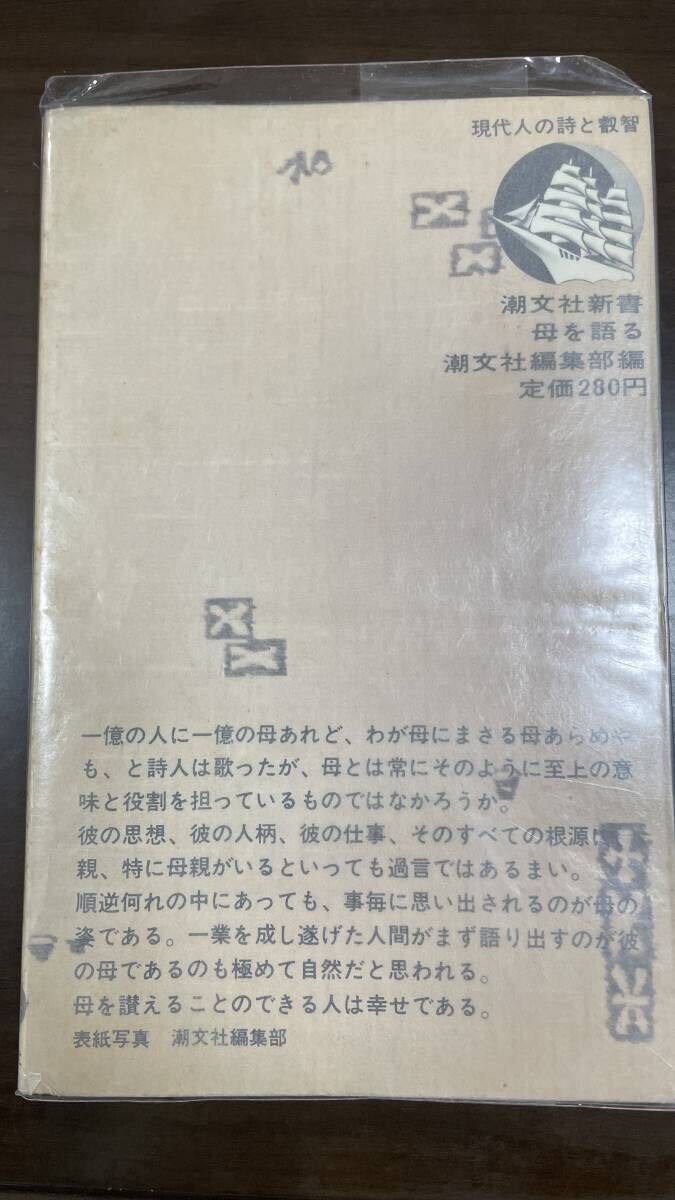 現代人の詩と叡智
潮文社新書
母を語る
潮文社編集部編
定価280円
一億の人に一億の母あれど、わが母にまさる母あらめや
も、と詩人は歌ったが、母とは常にそのように至上の意
味と役割を担っているものではなかろうか。
彼の思想、彼の人柄、彼の仕事、そのすべての根源に
親、特に母親がいるといっても過言ではあるまい。
順逆何れの中にあっても、事毎に思い出されるのが母の
姿である。一業を成し遂げた人間がまず語り出すのが彼
の母であるのも極めて自然だと思われる。
母を讃えることのできる人は幸せである。
表紙写真　潮文社編集部